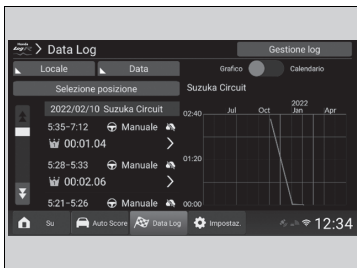 Honda
LogR > Data Log
Gestione log
Locale
Data
Grafico
Calendario
Selezione posizione
Suzuka Circuit
2022/02/10 Suzuka Circuit
5:35-7:12 Manuale
00:01.04
5:28-5:33 Manuale
00:02.06
5:21-5:26 Manuale
2022
Jul Oct Jan Apr
02:40
01:20
00:00
Su
Auto Score
Data Log
Impostaz.
12:34